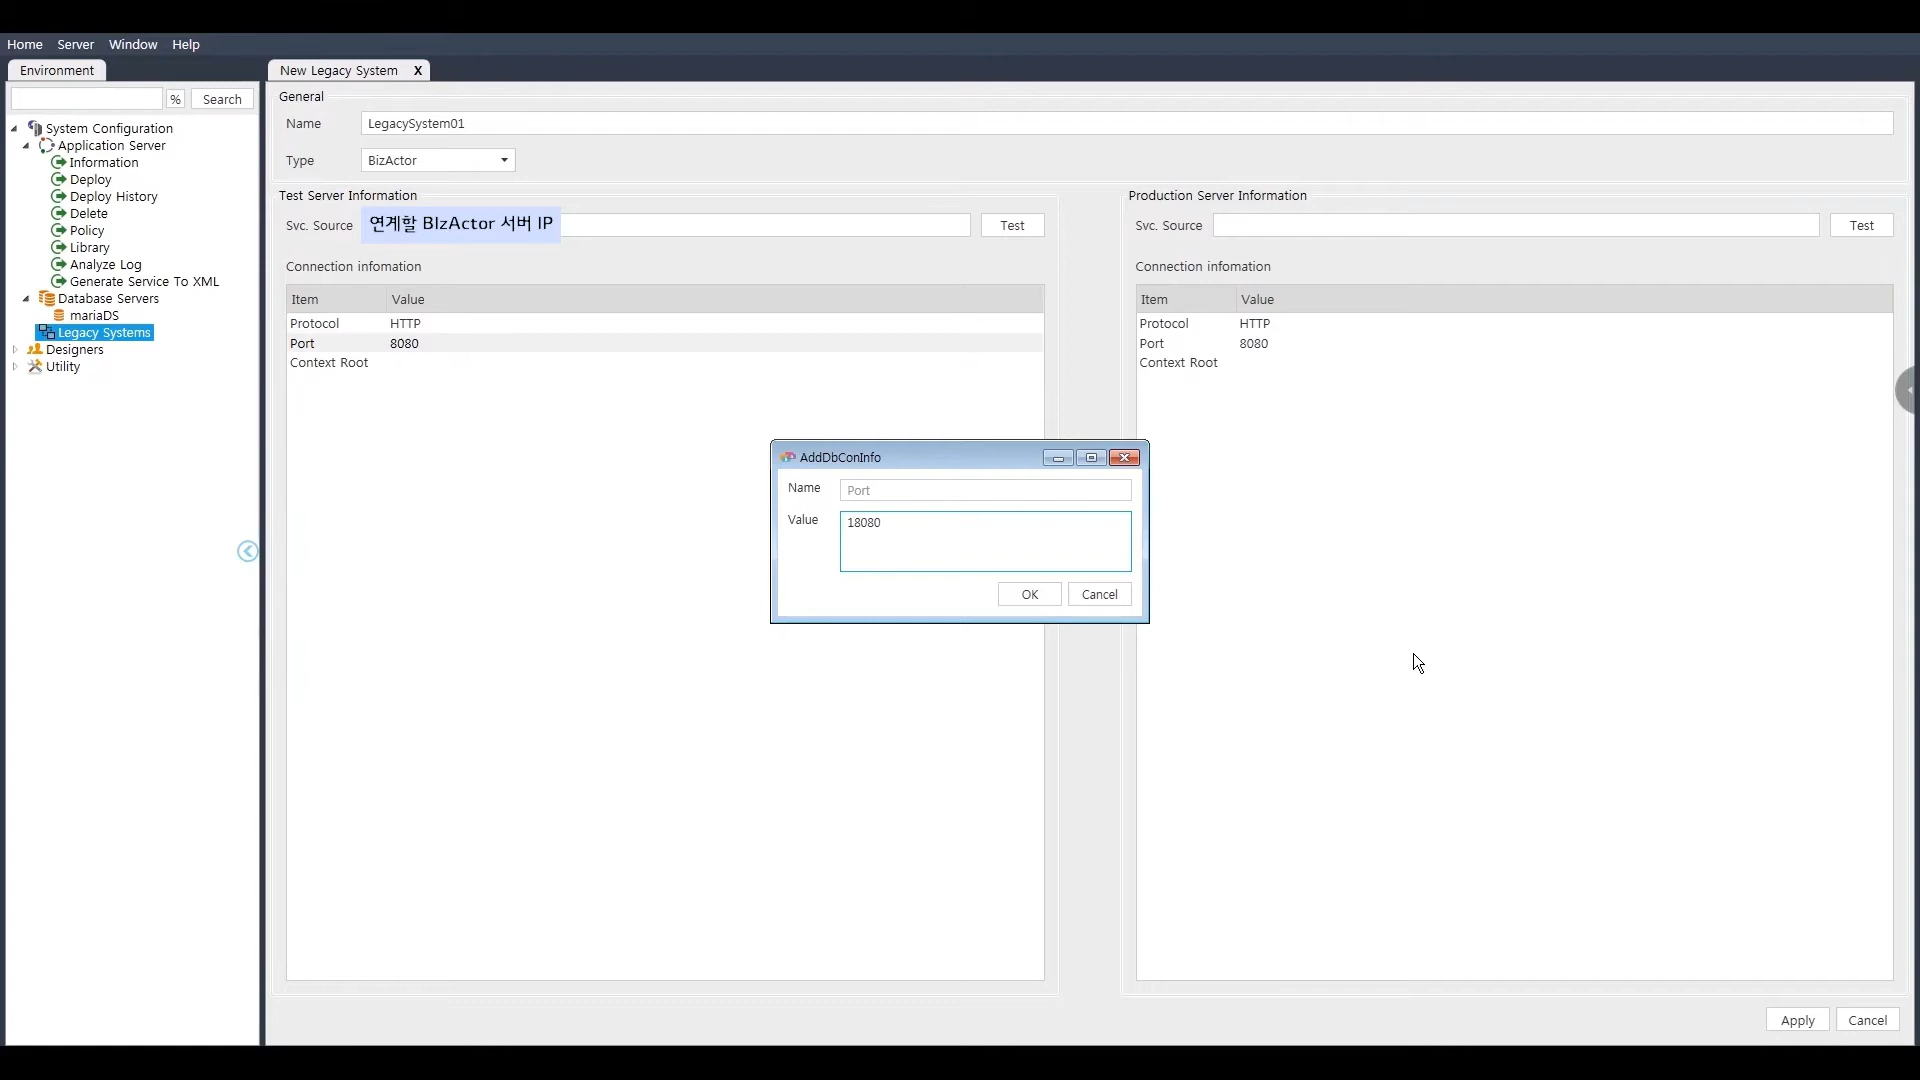 Home Server Window Help
Environment
New Legacy System X
% Search
System Configuration
Application Server
Information
Deploy
Deploy History
Delete
Policy
Library
Analyze Log
Generate Service To XML
Database Servers
mariaDS
Legacy Systems
Designers
Utility
General
Name LegacySystem01
Type BizActor
Test Server Information
Svc. Source 연계할 BIzActor 서버 IP Test
Connection infomation
Item Value
Protocol HTTP
Port 8080
Context Root
Production Server Information
Svc. Source Test
Connection infomation
Item Value
Protocol HTTP
Port 8080
Context Root
AddDbConInfo
Name Port
Value 18080
OK Cancel
Apply Cancel